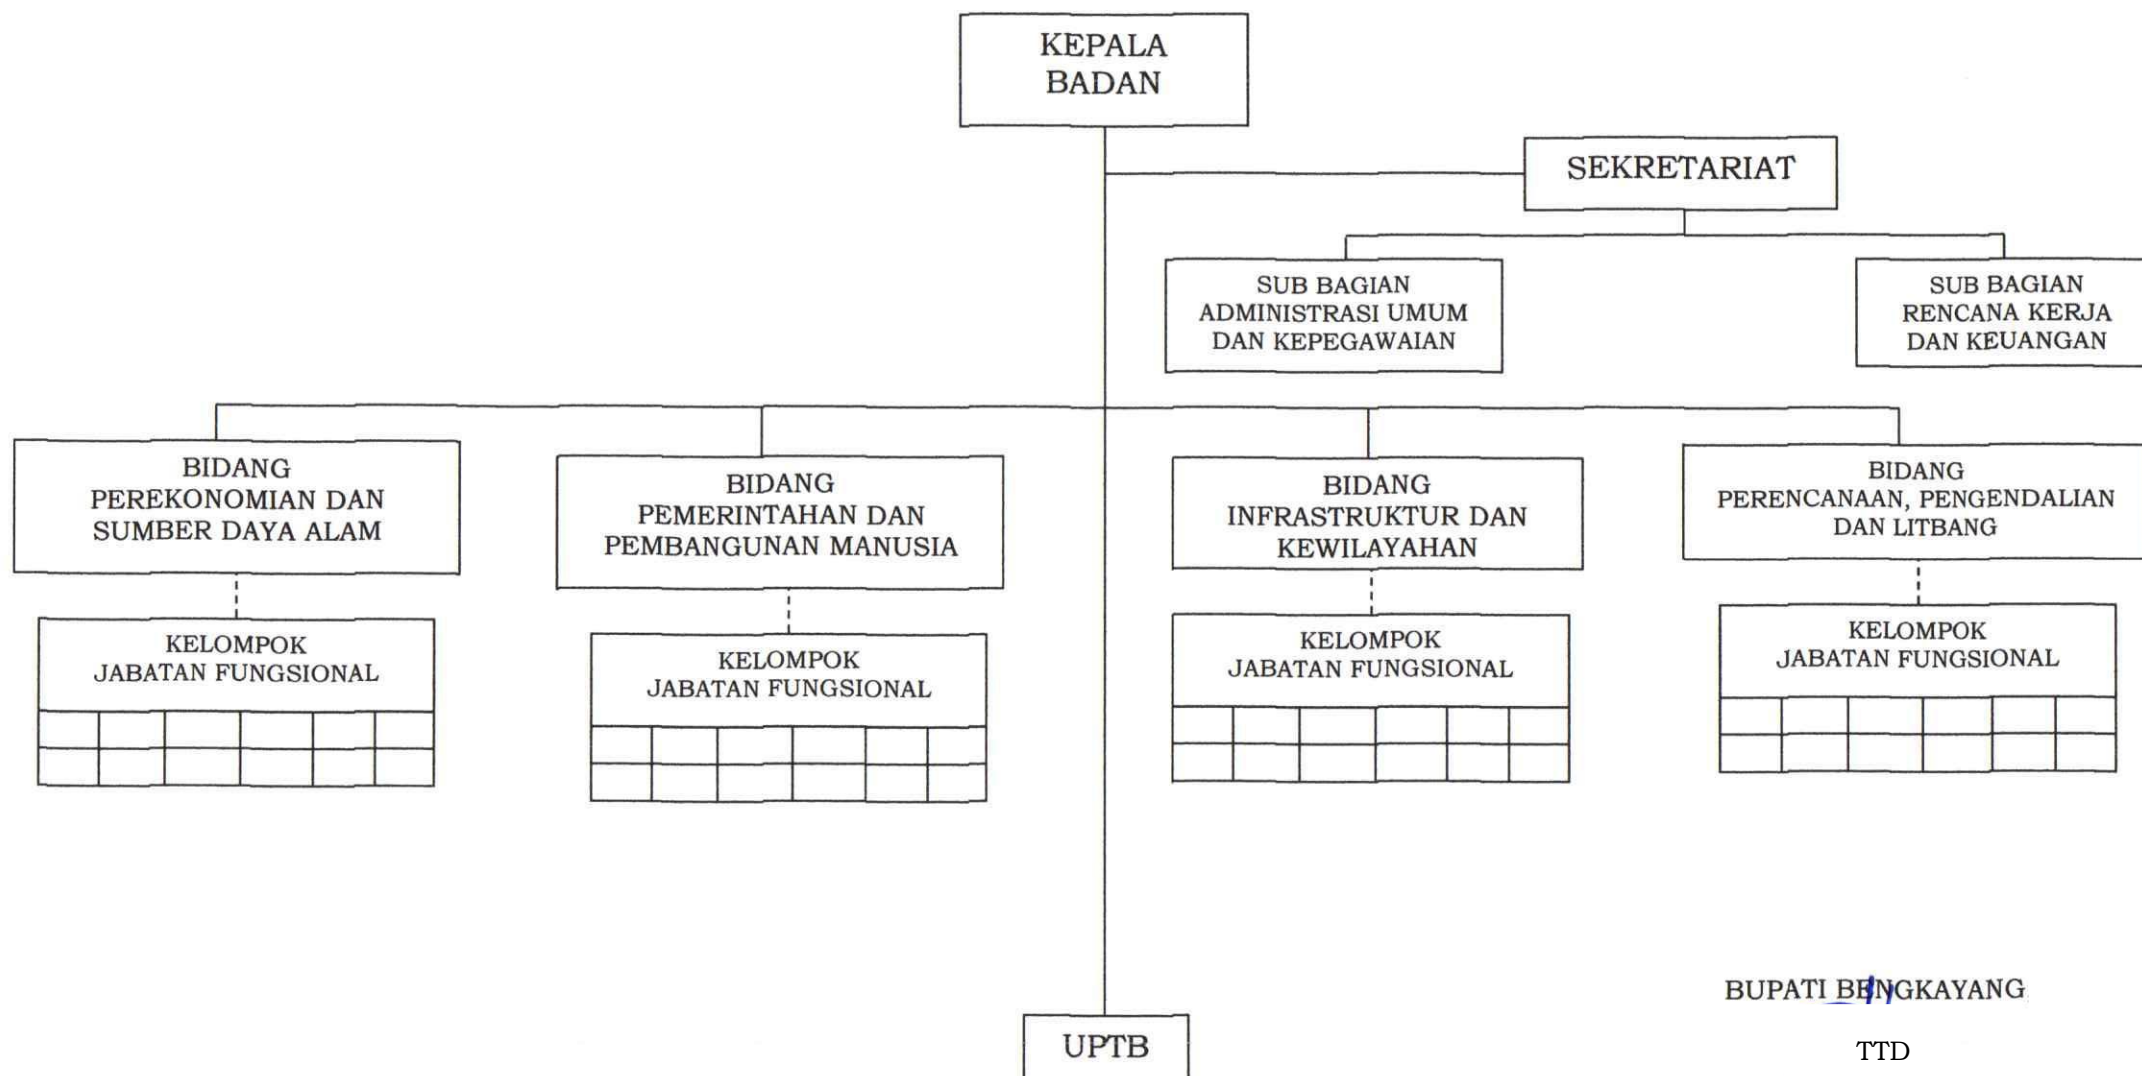 KEPALA
BADAN
SEKRETARIAT
SUB BAGIAN
ADMINISTRASI UMUM
DAN KEPEGAWAIAN
SUB BAGIAN
RENCANA KERJA
DAN KEUANGAN
BIDANG
PEREKONOMIAN DAN
SUMBER DAYA ALAM
BIDANG
PEMERINTAHAN DAN
PEMBANGUNAN MANUSIA
BIDANG
INFRASTRUKTUR DAN
KEWILAYAHAN
BIDANG
PERENCANAAN, PENGENDALIAN
DAN LITBANG
KELOMPOK
JABATAN FUNGSIONAL
KELOMPOK
JABATAN FUNGSIONAL
KELOMPOK
JABATAN FUNGSIONAL
KELOMPOK
JABATAN FUNGSIONAL
BUPATI BENGKAYANG
UPTB
TTD